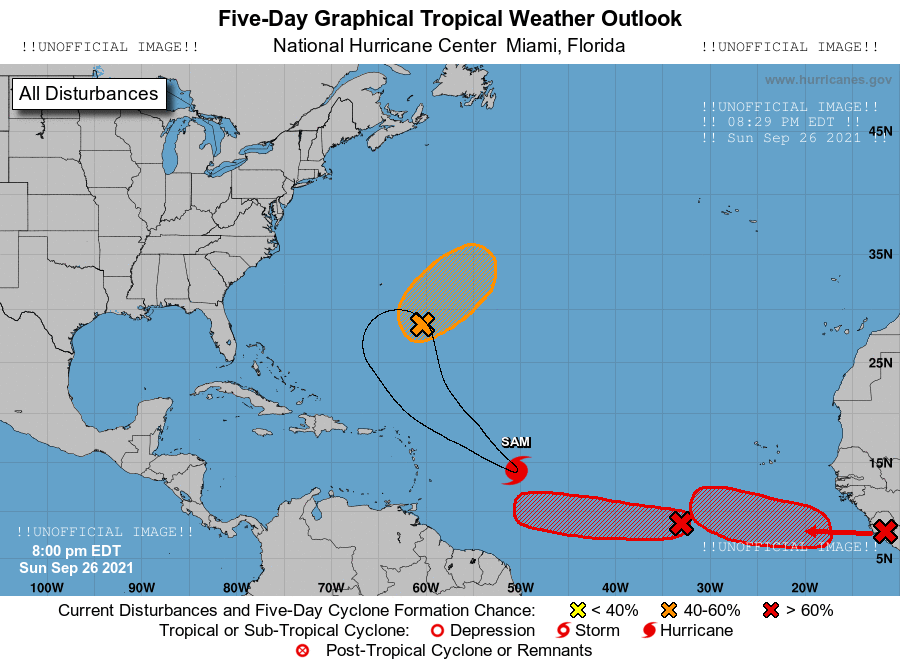 Five-Day Graphical Tropical Weather Outlook
!!UNOFFICIAL IMAGE!! National Hurricane Center Miami, Florida !!UNOFFICIAL IMAGE!!
www.hurricanes.gov
All Disturbances
!!UNOFFICIAL IMAGE!!
!! 08:29 PM EDT !!
!! Sun Sep 26 2021 !!
45N
35N
25N
SAM
15N
!!UNOFFICIAL IMAGE!!
8:00 pm EDT
Sun Sep 26 2021
!!UNOFFICIAL IMAGE!!
5N
100W 90W 80W 70W 60W 50W 40W 30W 20W
Current Disturbances and Five-Day Cyclone Formation Chance: < 40% 40-60% > 60%
Tropical or Sub-Tropical Cyclone: Depression Storm Hurricane
Post-Tropical Cyclone or Remnants